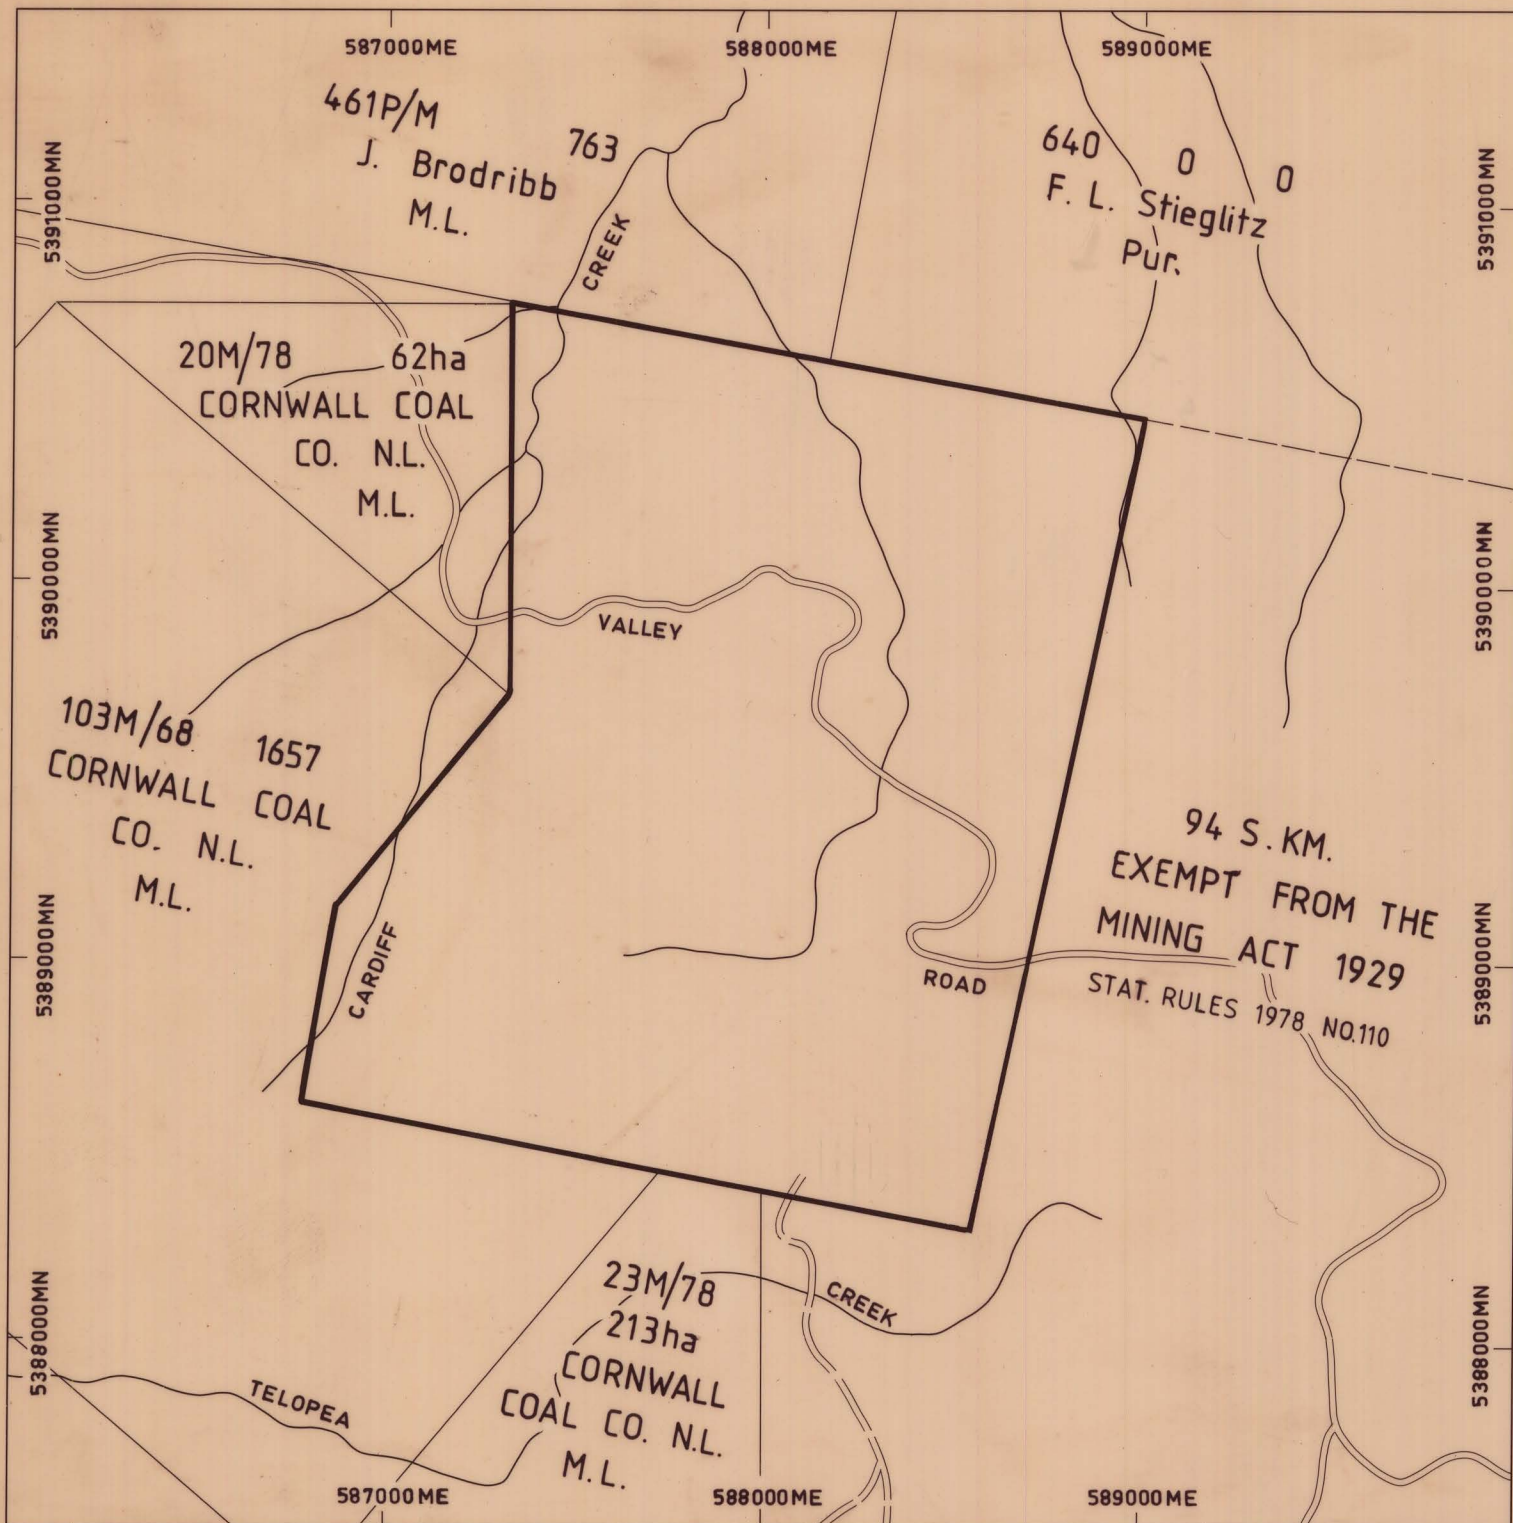 587000ME
588000ME
589000ME
461P/M
763
J. Brodribb
M.L.
640 0 0
F. L. Stieglitz
Pur.
5391000MN
5391000MN
CREEK
20M/78 62ha
CORNWALL COAL
CO. N.L.
M.L.
5390000MN
5390000MN
VALLEY
103M/68 1657
CORNWALL COAL
CO. N.L.
M.L.
94 S.KM.
EXEMPT FROM THE
MINING ACT 1929
STAT. RULES 1978 NO.110
5389000MN
5389000MN
CARDIFF
ROAD
23M/78
213ha
CORNWALL
COAL CO. N.L.
M.L.
CREEK
5388000MN
5388000MN
TELOPEA
587000ME
588000ME
589000ME